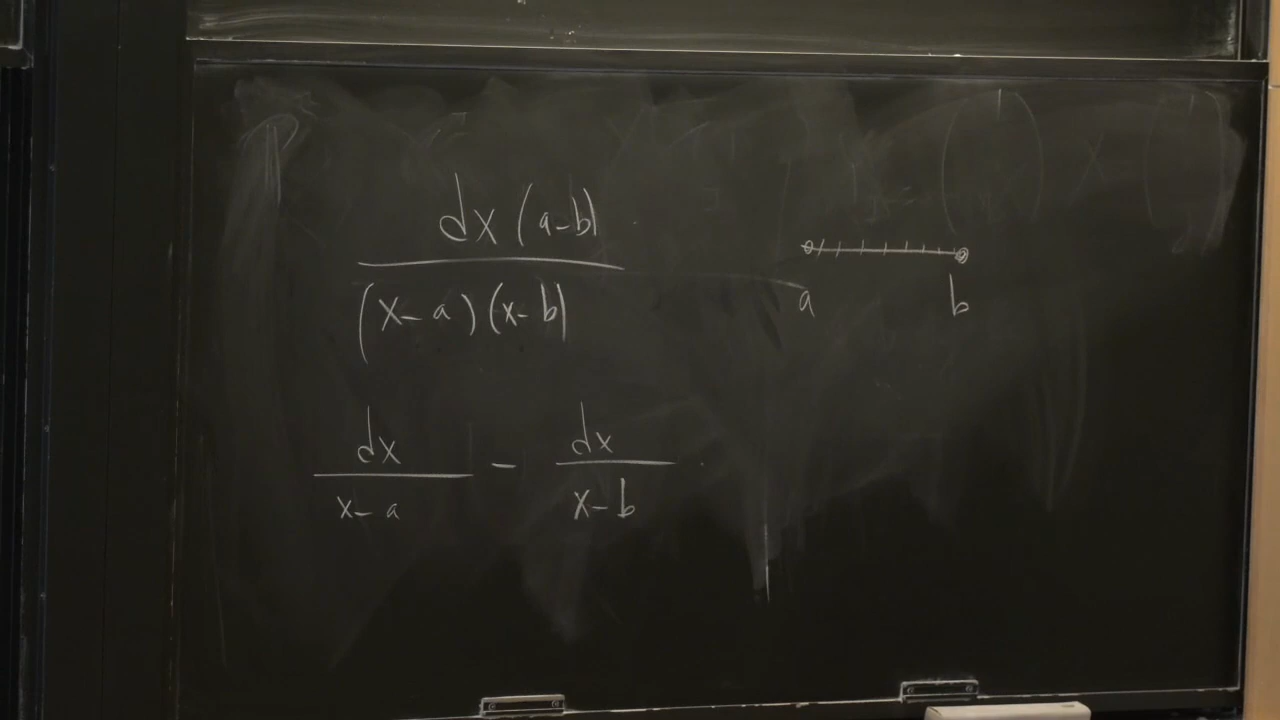 dx (a-b)
(x-a)(x-b)
a b
dx - dx
x-a x-b